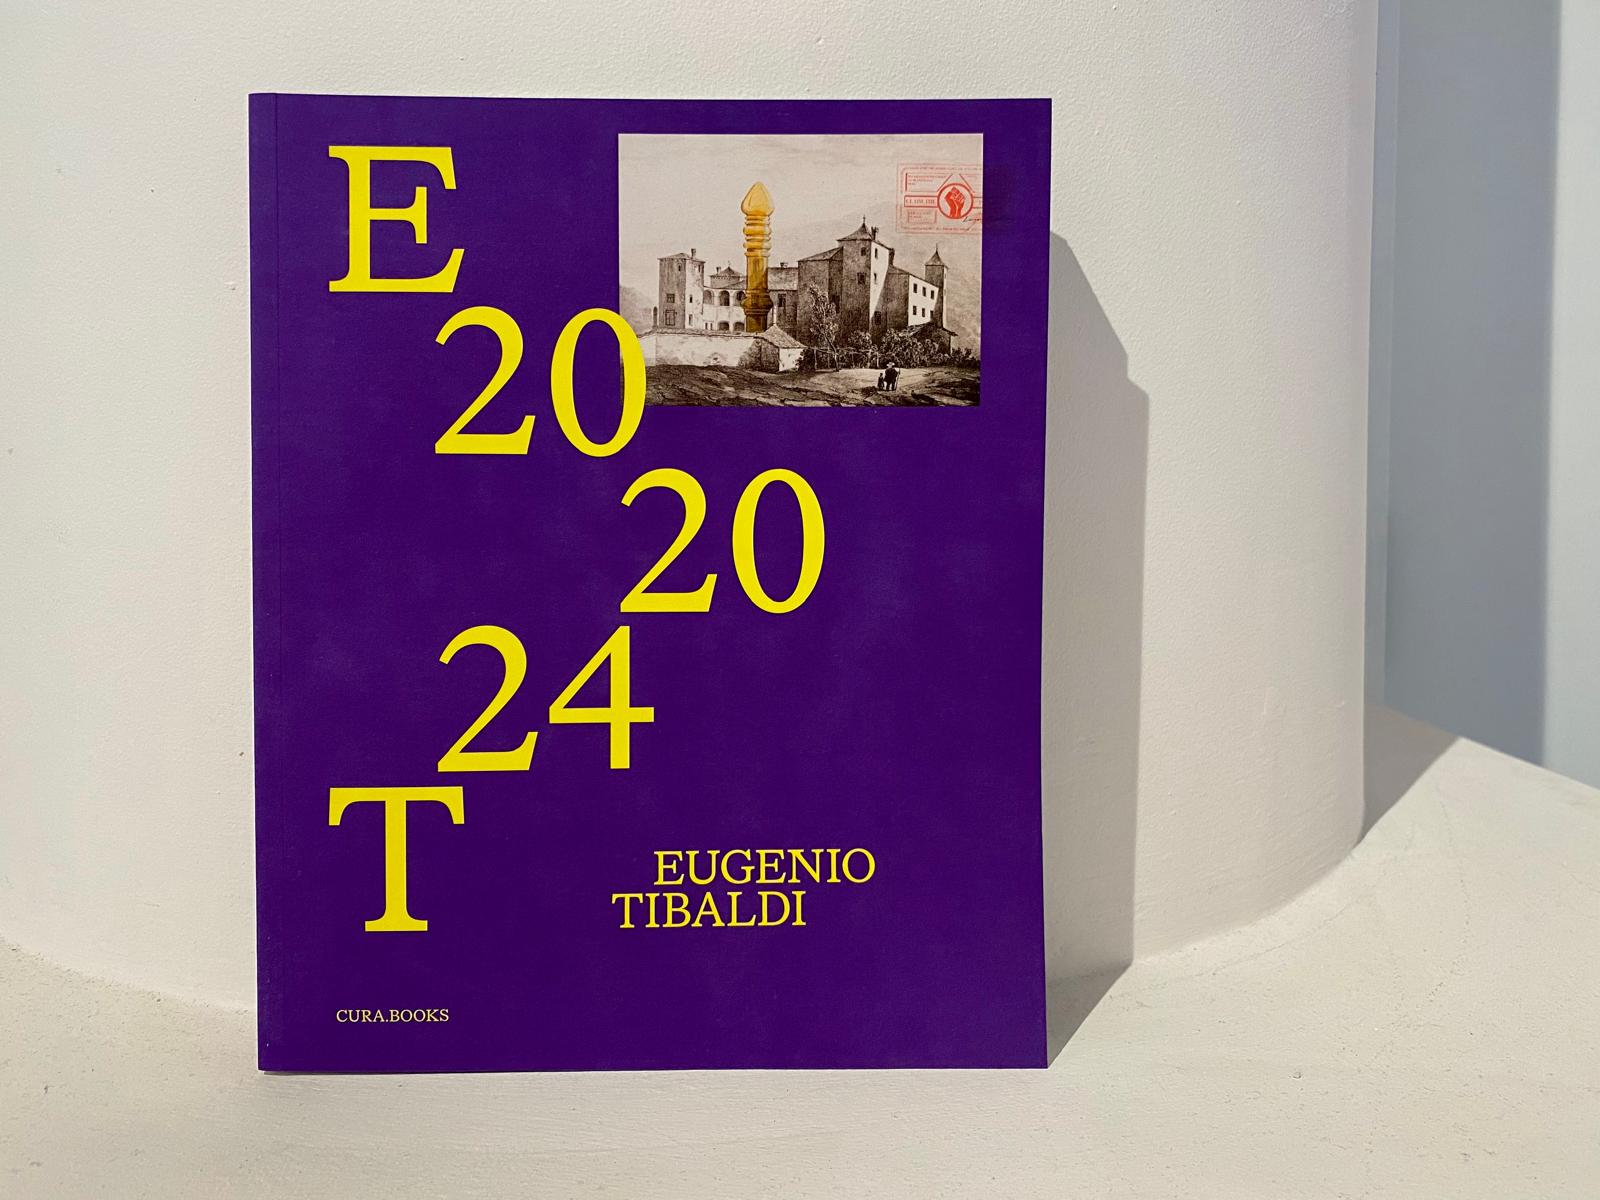 E
20
20
24
T
EUGENIO
TIBALDI
CURA.BOOKS